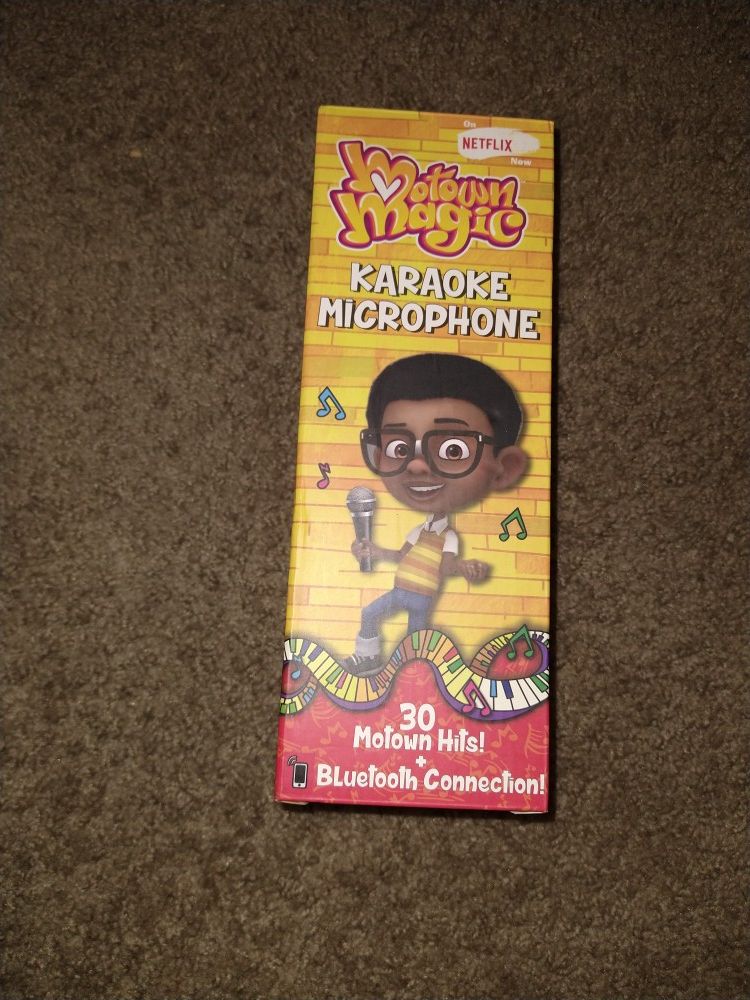 On
NETFLIX
Now
Motown
Magic
KARAOKE
MICROPHONE
30
Motown Hits!
+
BLuetooth Connection!